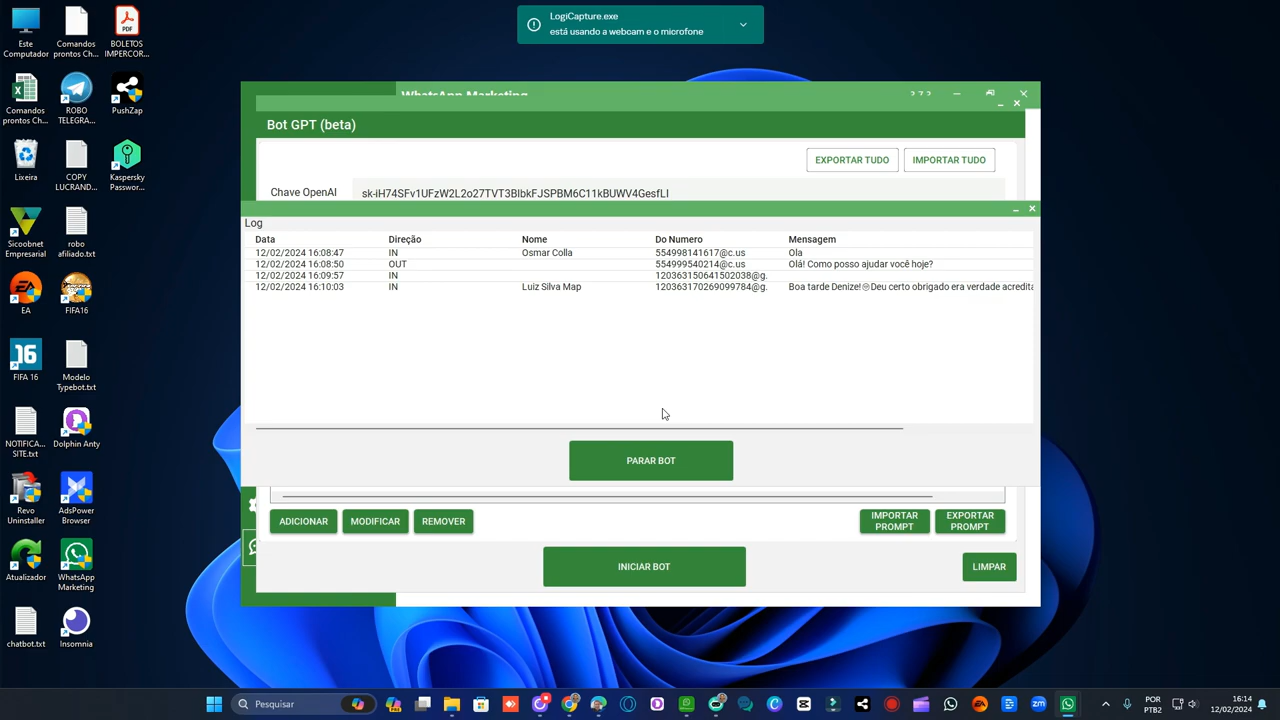 LogiCapture.exe
está usando a webcam e o microfone
Este Computador
Comandos prontos Ch...
BOLETOS IMPERCOR...
Comandos prontos Ch...
ROBO TELEGRA...
PushZap
Lixeira
COPY LUCRAND...
Kaspersky Passwor...
Sicoobnet Empresarial
robo afiliado.txt
EA
FIFA16
FIFA 16
Modelo Typebot.txt
NOTIFICA... SITE.txt
Dolphin Anty
Revo Uninstaller
AdsPower Browser
Atualizador
WhatsApp Marketing
chatbot.txt
Insomnia
WhatsApp Marketing
Bot GPT (beta)
EXPORTAR TUDO
IMPORTAR TUDO
Chave OpenAI
Log
Data Direção Nome Do Numero Mensagem
12/02/2024 16:08:47 IN Osmar Colla 554998141617@c.us Ola
12/02/2024 16:08:50 OUT 554999540214@c.us Olá! Como posso ajudar você hoje?
12/02/2024 16:09:57 IN 120363150641502038@g.
12/02/2024 16:10:03 IN Luiz Silva Map 120363170269099784@g. Boa tarde Denize!😔Deu certo obrigado era verdade acredita
PARAR BOT
ADICIONAR
MODIFICAR
REMOVER
IMPORTAR PROMPT
EXPORTAR PROMPT
INICIAR BOT
LIMPAR
Pesquisar
POR
PTB2
16:14
12/02/2024